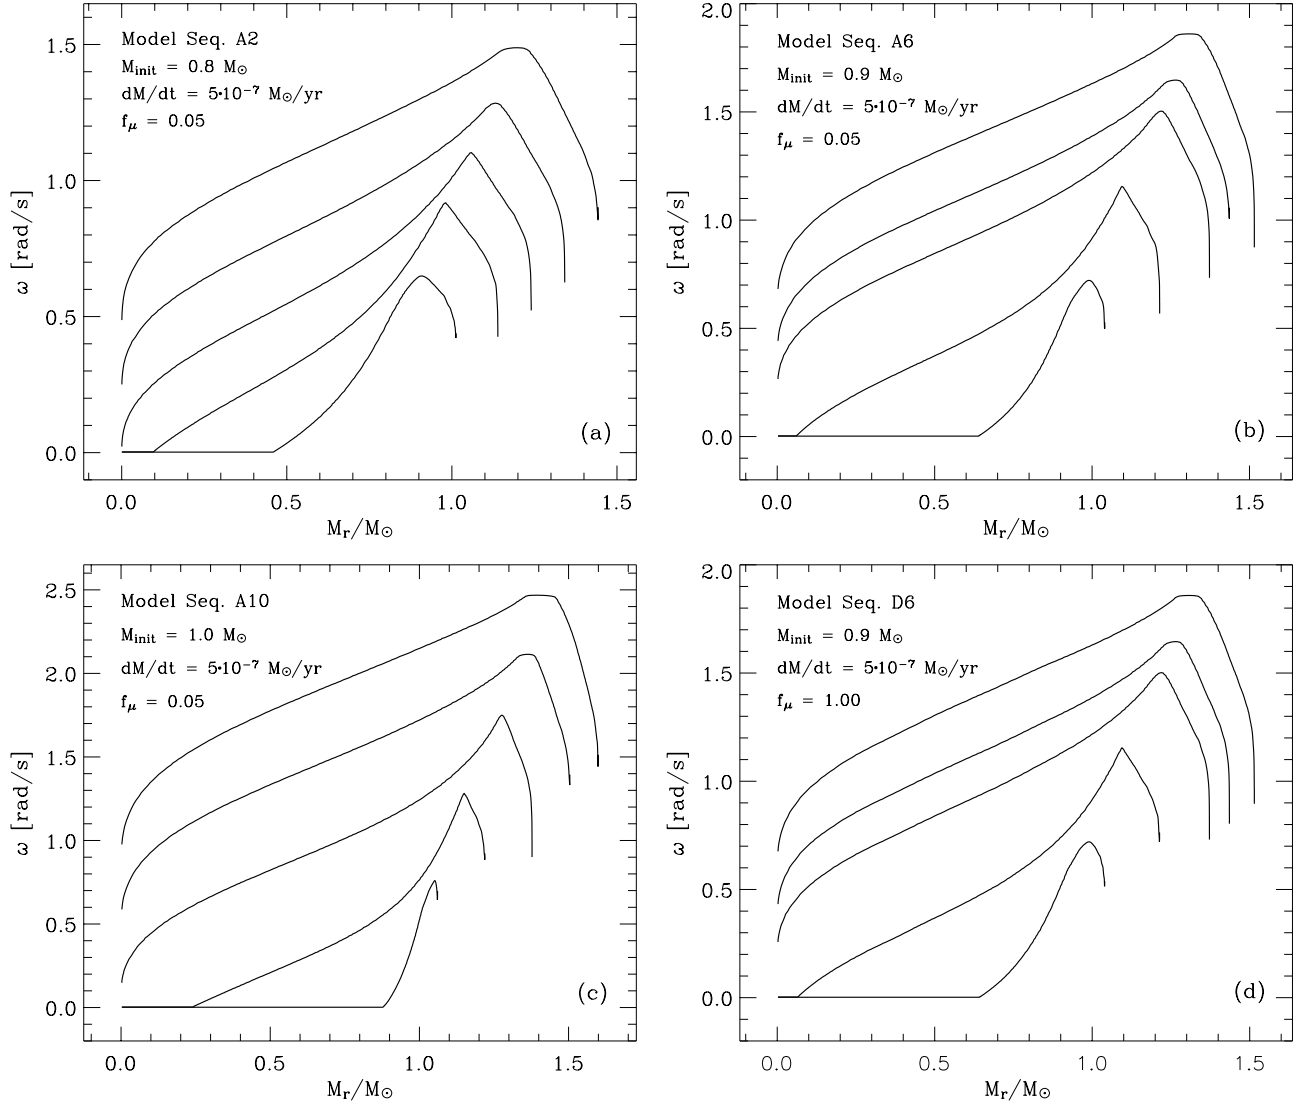 Model Seq. A2
M_init = 0.8 M⊙
dM/dt = 5•10⁻⁷ M⊙/yr
f_μ = 0.05
1.5
1.0
0.5
0.0
ω [rad/s]
(a)
0.0 0.5 1.0 1.5
M_r/M⊙
Model Seq. A6
M_init = 0.9 M⊙
dM/dt = 5•10⁻⁷ M⊙/yr
f_μ = 0.05
2.0
1.5
1.0
0.5
0.0
ω [rad/s]
(b)
0.0 0.5 1.0 1.5
M_r/M⊙
Model Seq. A10
M_init = 1.0 M⊙
dM/dt = 5•10⁻⁷ M⊙/yr
f_μ = 0.05
2.5
2.0
1.5
1.0
0.5
0.0
ω [rad/s]
(c)
0.0 0.5 1.0 1.5
M_r/M⊙
Model Seq. D6
M_init = 0.9 M⊙
dM/dt = 5•10⁻⁷ M⊙/yr
f_μ = 1.00
2.0
1.5
1.0
0.5
0.0
ω [rad/s]
(d)
0.0 0.5 1.0 1.5
M_r/M⊙